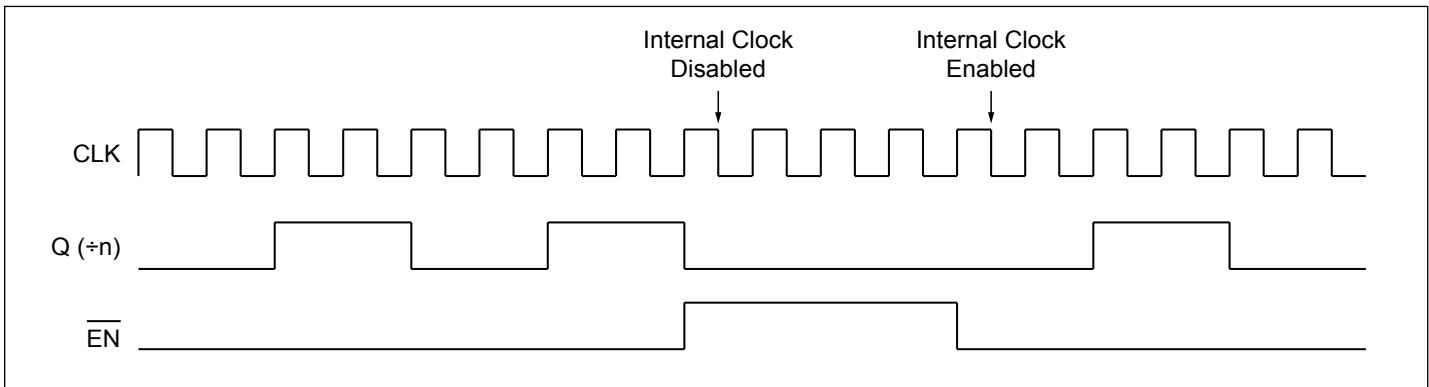 Internal Clock
Disabled
Internal Clock
Enabled
CLK
Q (÷n)
EN